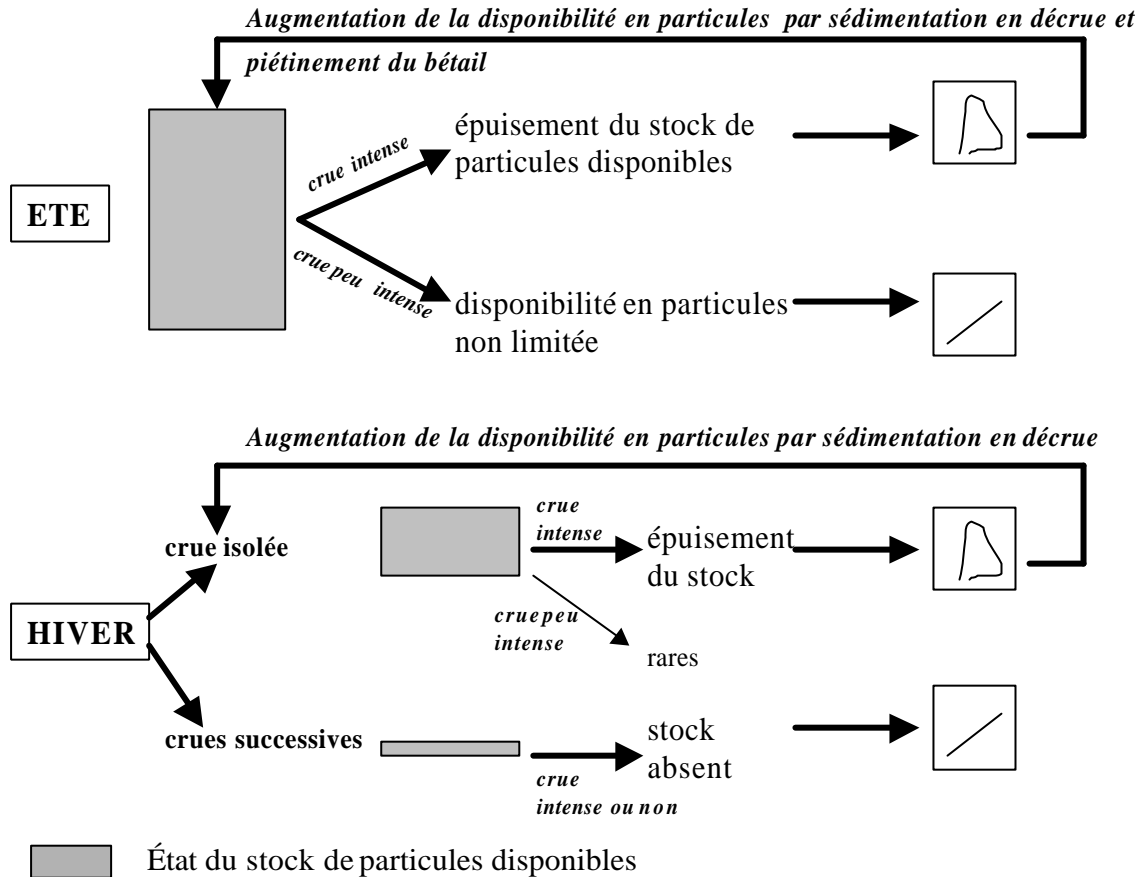 Augmentation de la disponibilité en particules par sédimentation en décrue et
piétinement du bétail
ETE
crue intense
épuisement du stock de
particules disponibles
crue peu intense
disponibilité en particules
non limitée
Augmentation de la disponibilité en particules par sédimentation en décrue
HIVER
crue isolée
crue
intense
épuisement
du stock
crue peu
intense
rares
crues successives
crue
intense ou non
stock
absent
État du stock de particules disponibles